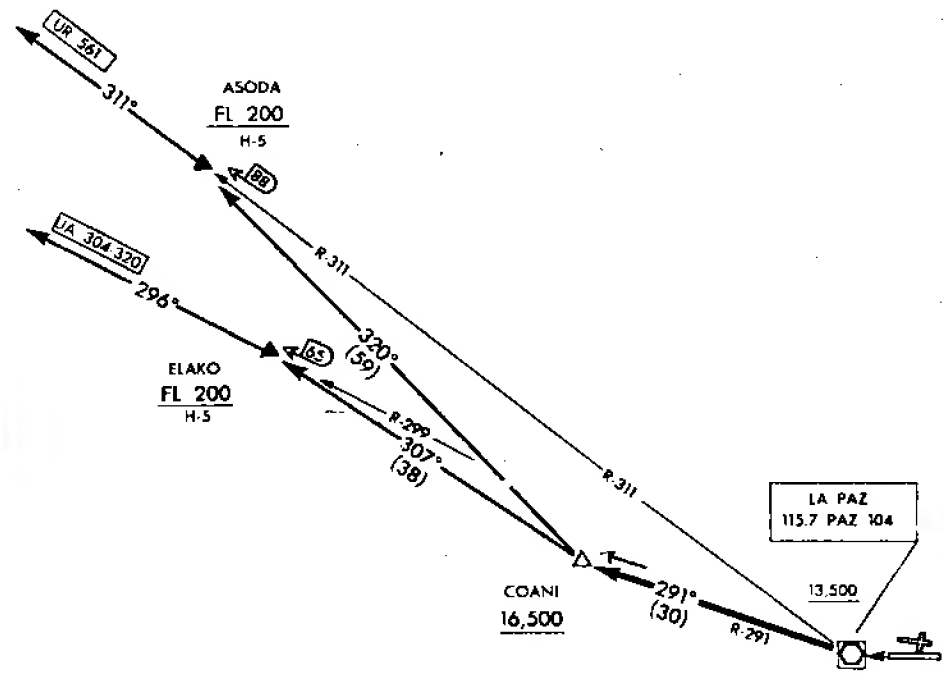 UR 561
311°
ASODA
FL 200
H-5
88
R-311
UA 304-320
296°
320°
(59)
65
ELAKO
FL 200
H-5
R-299
307°
(38)
R-311
LA PAZ
115.7 PAZ 104
COANI
16,500
291°
(30)
R-291
13,500